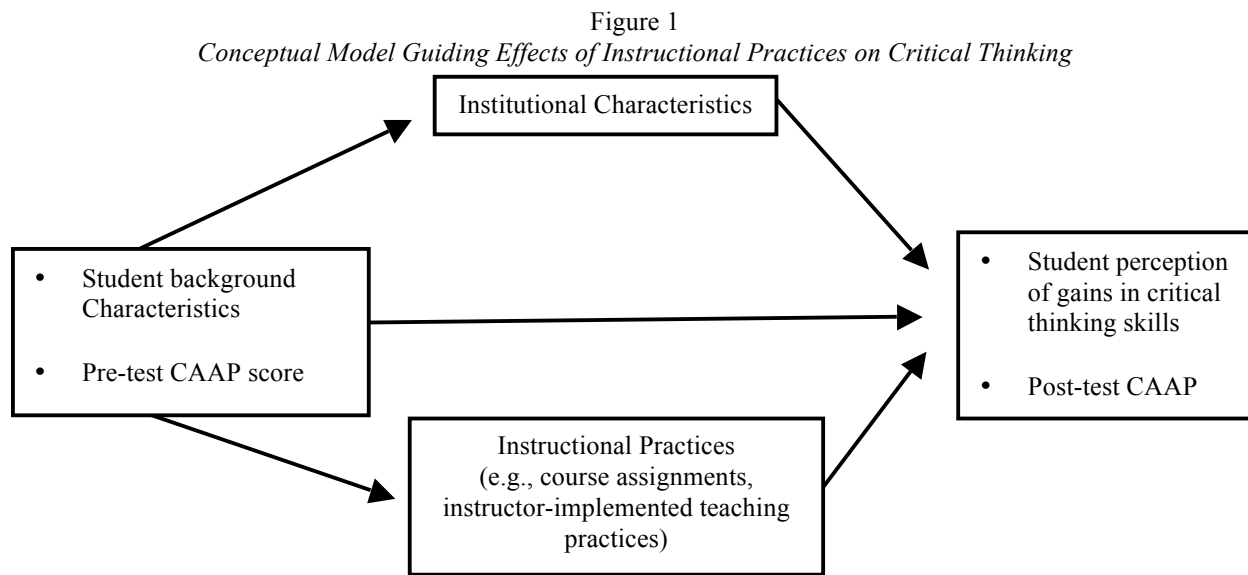 Figure 1
Conceptual Model Guiding Effects of Instructional Practices on Critical Thinking
Institutional Characteristics
• Student background
Characteristics
• Pre-test CAAP score
• Student perception
of gains in critical
thinking skills
• Post-test CAAP
Instructional Practices
(e.g., course assignments,
instructor-implemented teaching
practices)